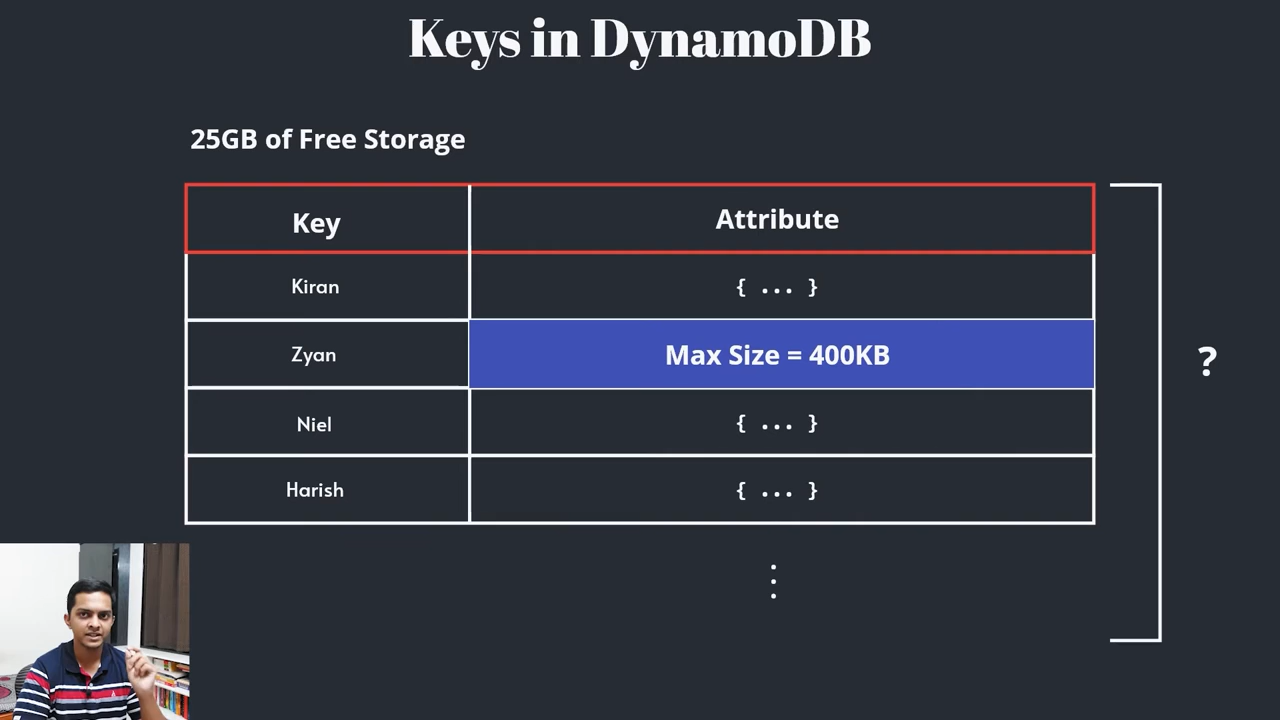 Keys in DynamoDB
25GB of Free Storage
Key Attribute
Kiran { ... }
Zyan Max Size = 400KB
Niel { ... }
Harish { ... }
?